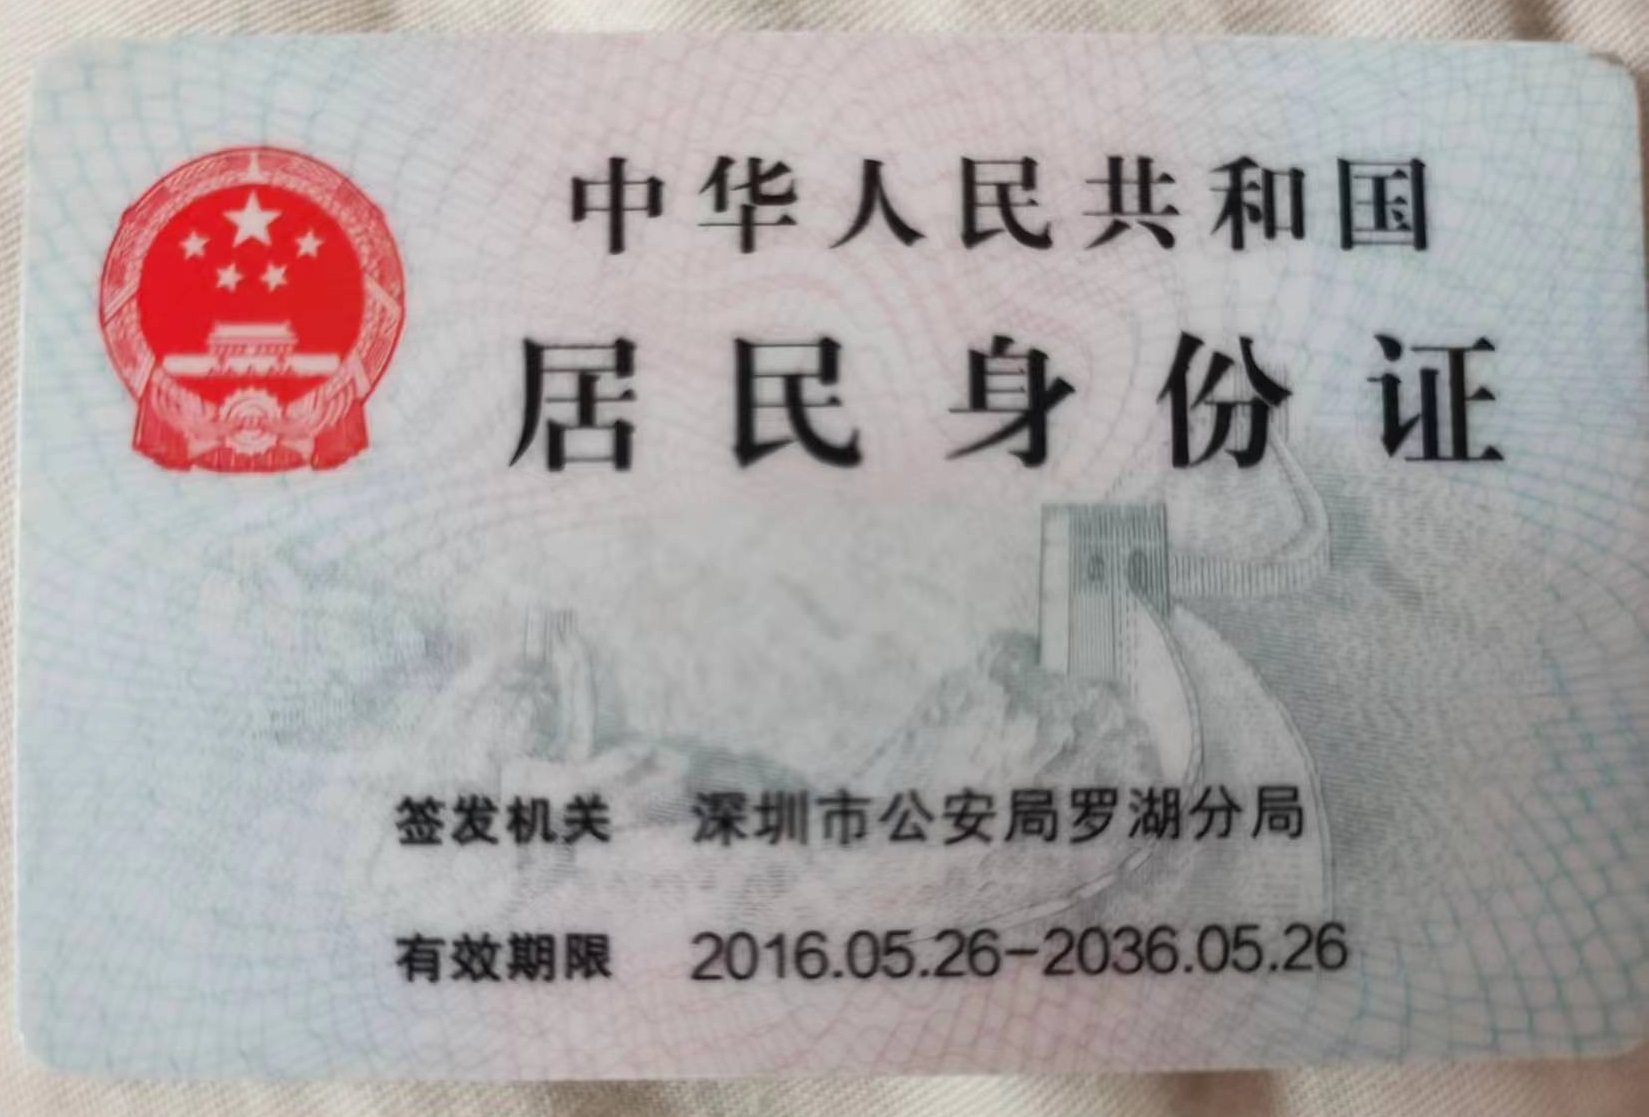 中华人民共和国
居民身份证
签发机关 深圳市公安局罗湖分局
有效期限 2016.05.26-2036.05.26